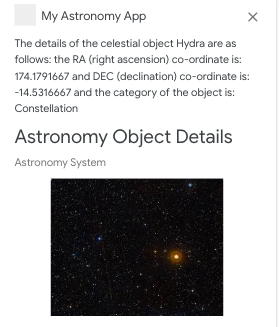 My Astronomy App
The details of the celestial object Hydra are as
follows: the RA (right ascension) co-ordinate is:
174.1791667 and DEC (declination) co-ordinate is:
-14.5316667 and the category of the object is:
Constellation
Astronomy Object Details
Astronomy System